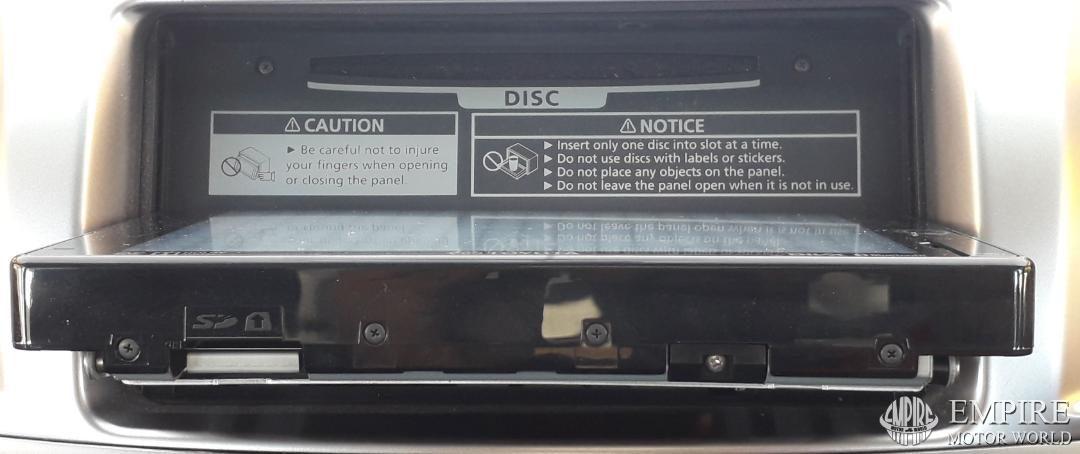 DISC
⚠ CAUTION
▶ Be careful not to injure
your fingers when opening
or closing the panel.
⚠ NOTICE
▶ Insert only one disc into slot at a time.
▶ Do not use discs with labels or stickers.
▶ Do not place any objects on the panel.
▶ Do not leave the panel open when it is not in use.
SD
EMPIRE
EMPIRE
MOTOR WORLD